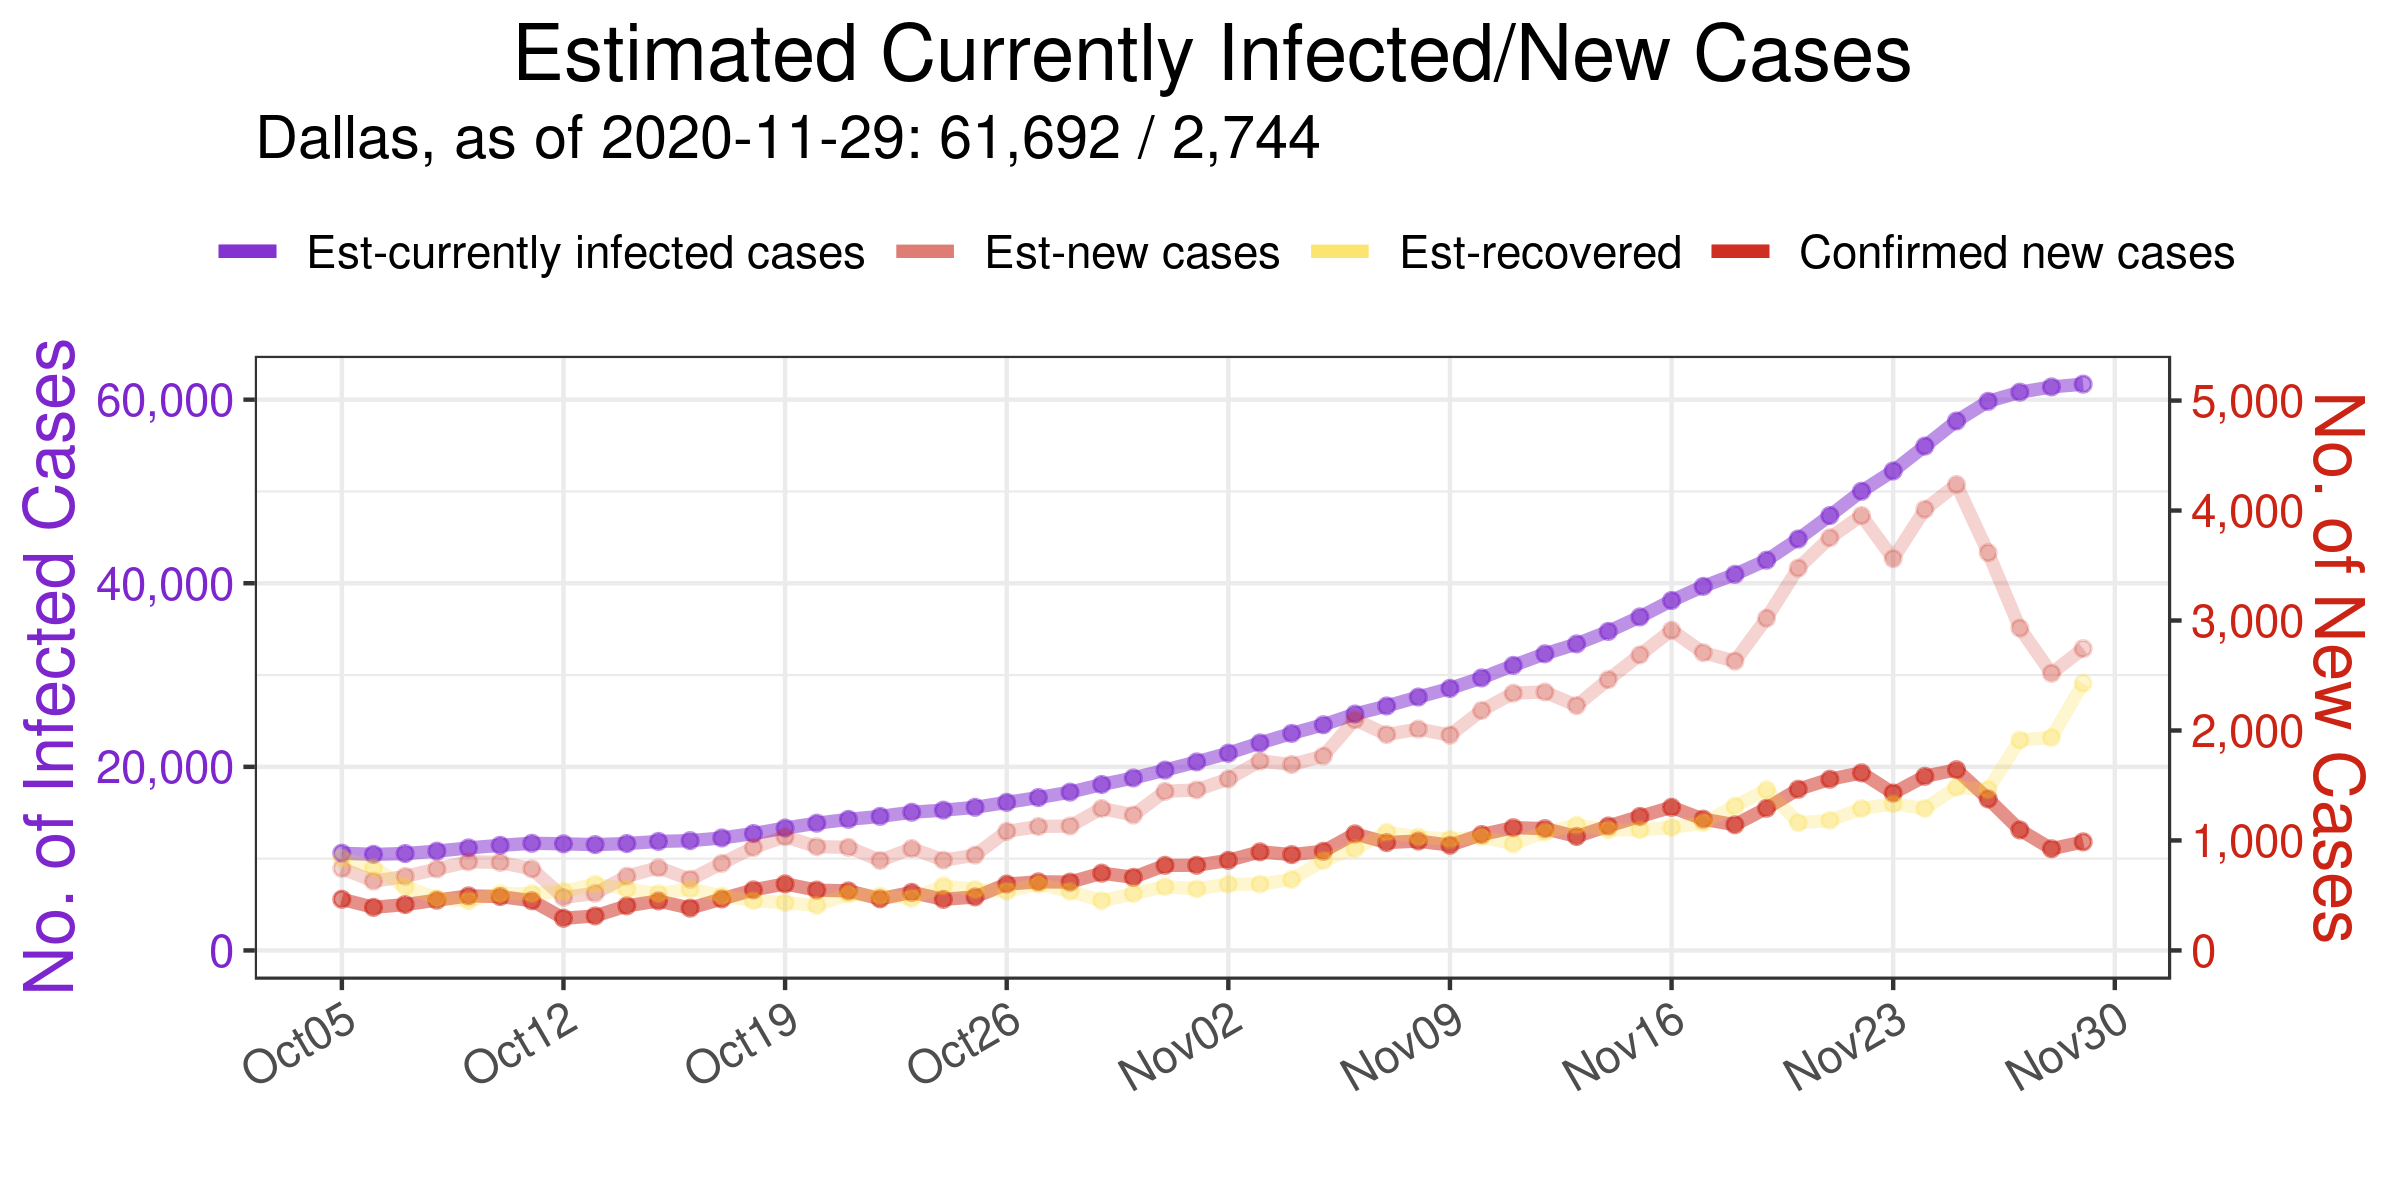 Estimated Currently Infected/New Cases
Dallas, as of 2020-11-29: 61,692 / 2,744
Est-currently infected cases Est-new cases Est-recovered Confirmed new cases
No. of Infected Cases
60,000
40,000
20,000
0
5,000
4,000
3,000
2,000
1,000
0
No. of New Cases
Oct05 Oct12 Oct19 Oct26 Nov02 Nov09 Nov16 Nov23 Nov30